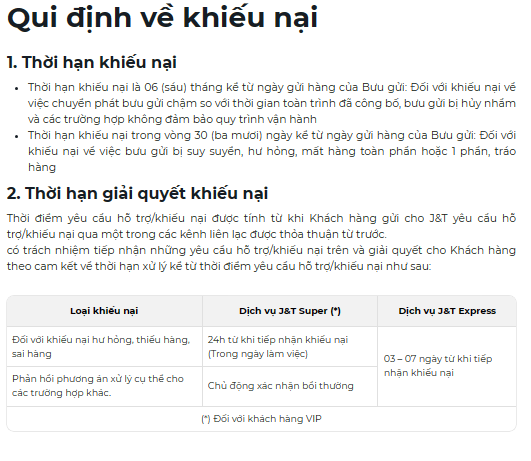 Qui định về khiếu nại
1. Thời hạn khiếu nại
• Thời hạn khiếu nại là 06 (sáu) tháng kể từ ngày gửi hàng của Bưu gửi: Đối với khiếu nại về
việc chuyển phát bưu gửi chậm so với thời gian toàn trình đã công bố, bưu gửi bị hủy nhầm
và các trường hợp không đảm bảo quy trình vận hành
• Thời hạn khiếu nại trong vòng 30 (ba mươi) ngày kể từ ngày gửi hàng của Bưu gửi: Đối với
khiếu nại về việc bưu gửi bị suy suyển, hư hỏng, mất hàng toàn phần hoặc 1 phần, tráo
hàng
2. Thời hạn giải quyết khiếu nại
Thời điểm yêu cầu hỗ trợ/khiếu nại được tính từ khi Khách hàng gửi cho J&T yêu cầu hỗ
trợ/khiếu nại qua một trong các kênh liên lạc được thỏa thuận từ trước.
có trách nhiệm tiếp nhận những yêu cầu hỗ trợ/khiếu nại trên và giải quyết cho Khách hàng
theo cam kết về thời hạn xử lý kể từ thời điểm yêu cầu hỗ trợ/khiếu nại như sau:
Loại khiếu nại
Dịch vụ J&T Super (*)
Dịch vụ J&T Express
Đối với khiếu nại hư hỏng, thiếu hàng,
sai hàng
24h từ khi tiếp nhận khiếu nại
(Trong ngày làm việc)
03 – 07 ngày từ khi tiếp
nhận khiếu nại
Phản hồi phương án xử lý cụ thể cho
các trường hợp khác.
Chủ động xác nhận bồi thường
(*) Đối với khách hàng VIP